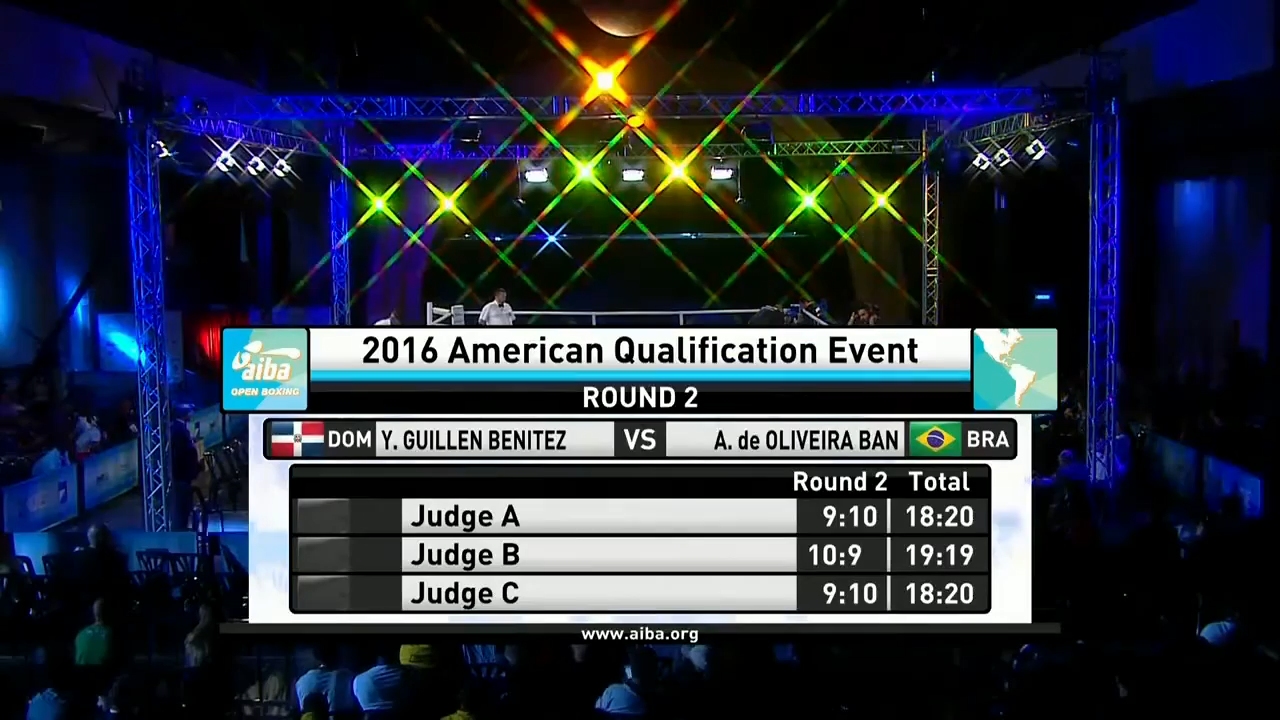 2016 American Qualification Event
aiba
OPEN BOXING
ROUND 2
DOM Y. GUILLEN BENITEZ VS A. de OLIVEIRA BAN BRA
Round 2 Total
Judge A 9:10 18:20
Judge B 10:9 19:19
Judge C 9:10 18:20
www.aiba.org